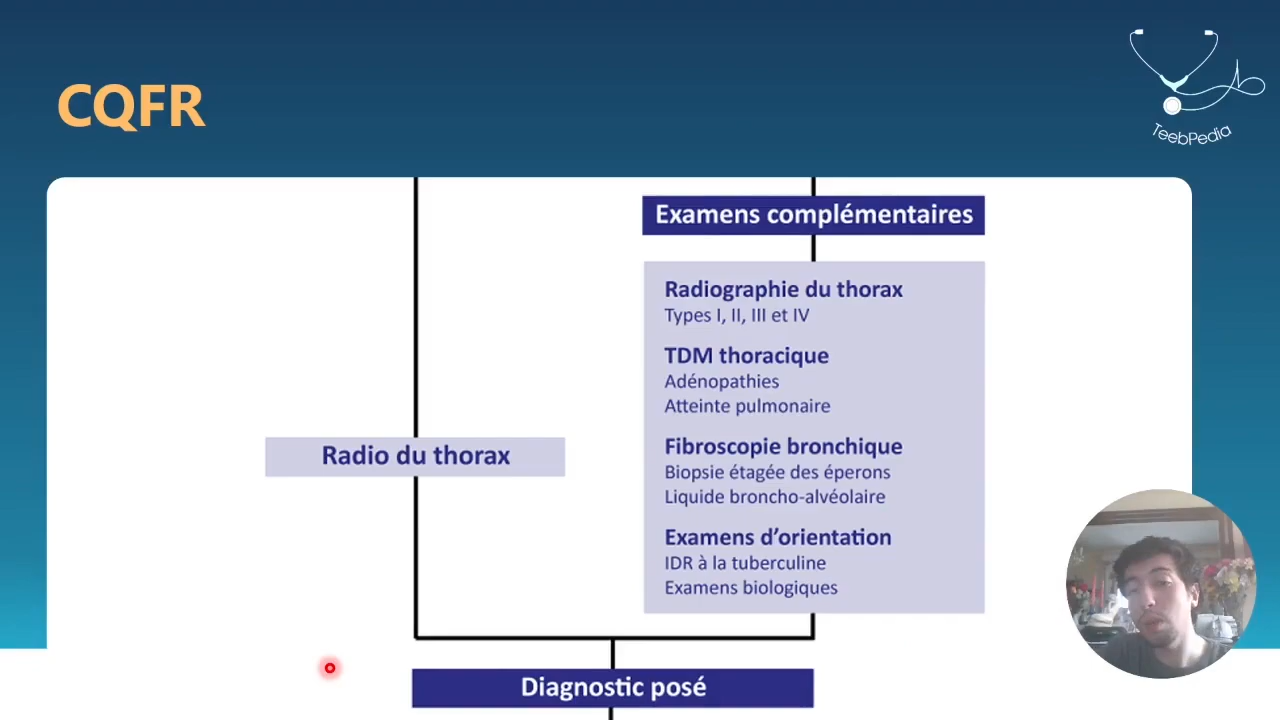 CQFR
TeebPedia
Examens complémentaires
Radiographie du thorax
Types I, II, III et IV
TDM thoracique
Adénopathies
Atteinte pulmonaire
Radio du thorax
Fibroscopie bronchique
Biopsie étagée des éperons
Liquide broncho-alvéolaire
Examens d’orientation
IDR à la tuberculine
Examens biologiques
Diagnostic posé